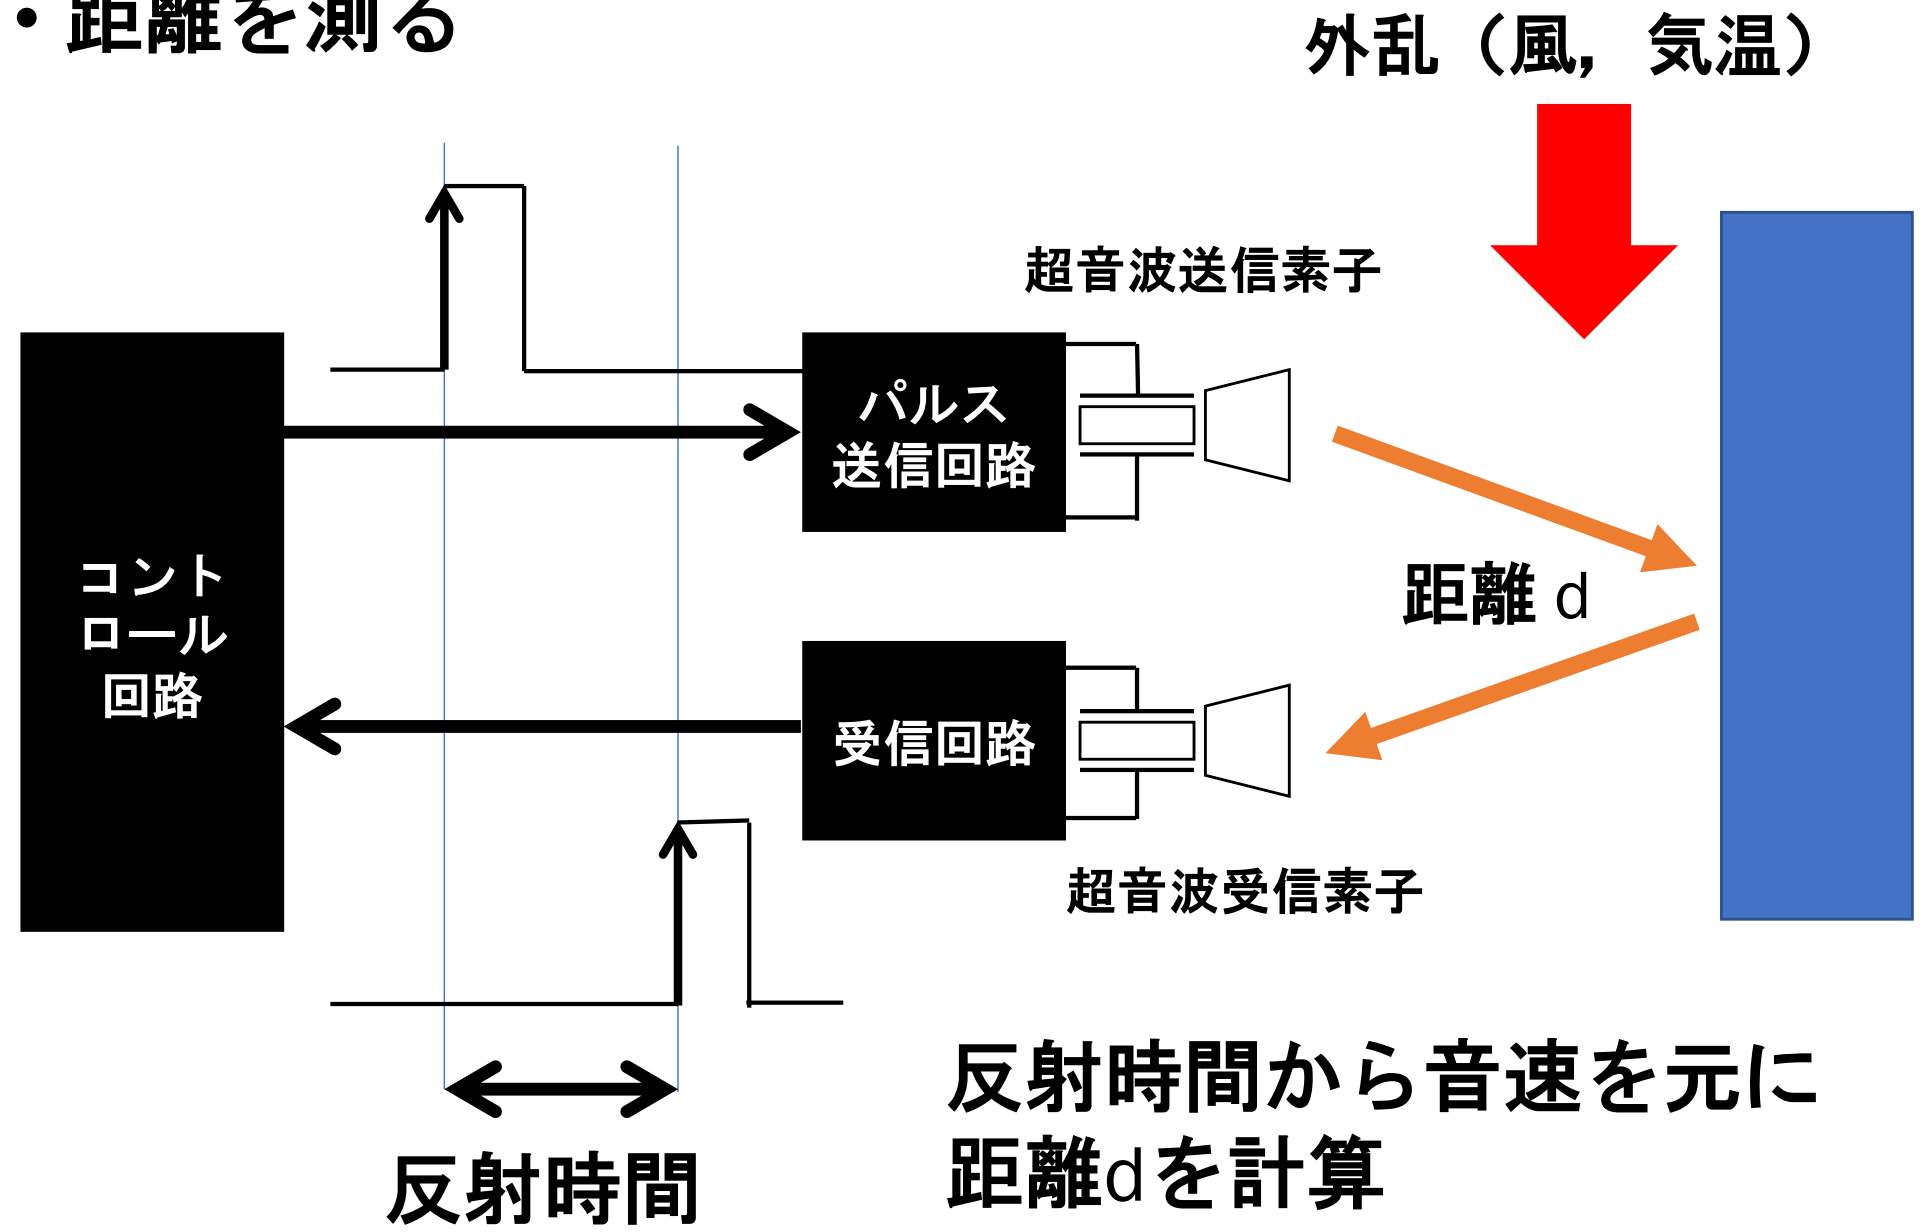 ・距離を測る
外乱（風，気温）
超音波送信素子
パルス
送信回路
コント
ロール
回路
距離 d
受信回路
超音波受信素子
反射時間から音速を元に
距離dを計算
反射時間